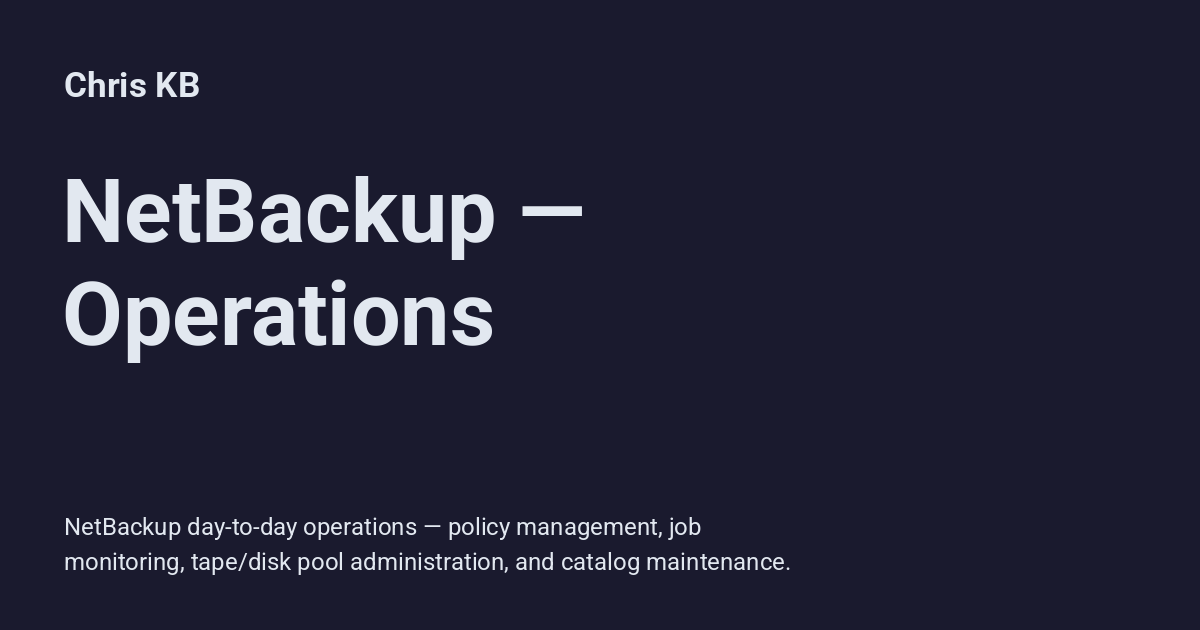 Chris KB
NetBackup —
Operations
NetBackup day-to-day operations — policy management, job
monitoring, tape/disk pool administration, and catalog maintenance.